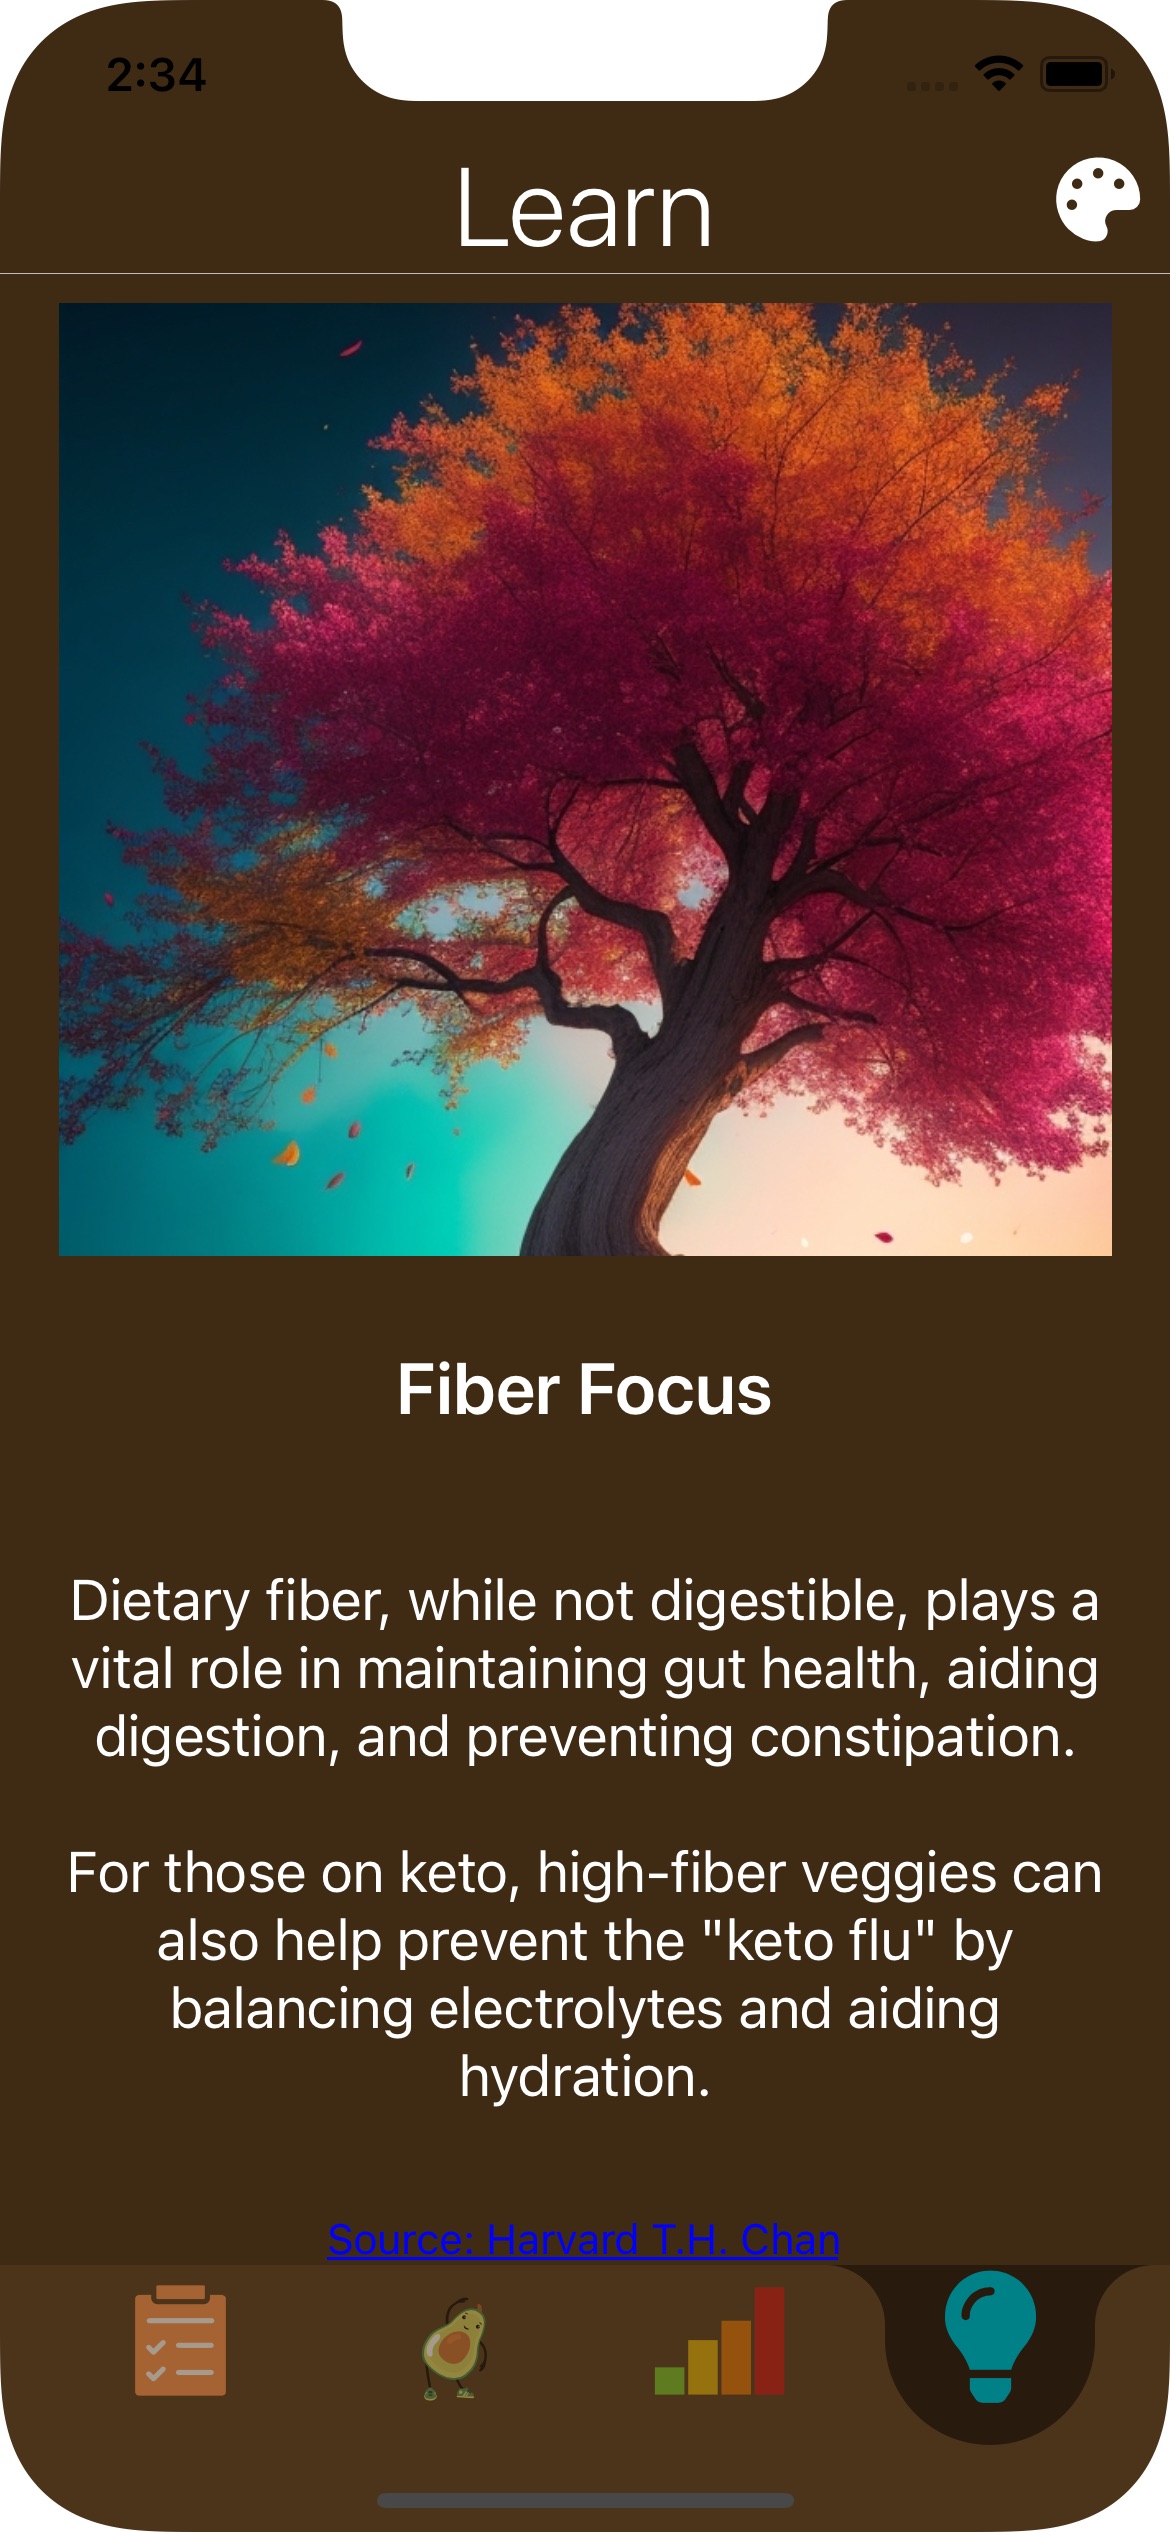 2:34
Learn
Fiber Focus
Dietary fiber, while not digestible, plays a
vital role in maintaining gut health, aiding
digestion, and preventing constipation.
For those on keto, high-fiber veggies can
also help prevent the "keto flu" by
balancing electrolytes and aiding
hydration.
Source: Harvard T.H. Chan